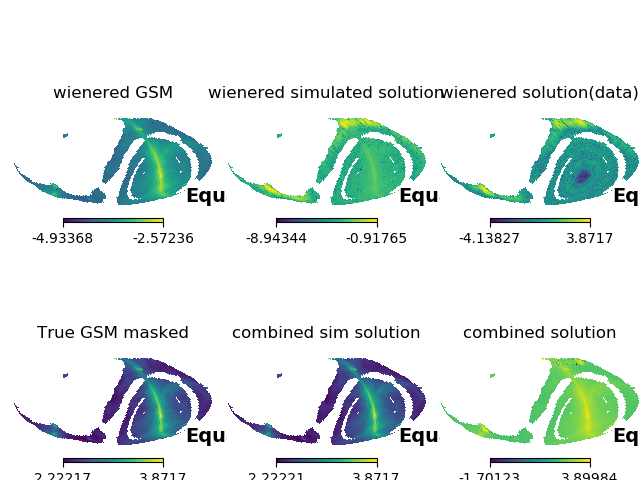 wienered GSM wienered simulated solution wienered solution(data)
Equ Equ Eq
-4.93368 -2.57236 -8.94344 -0.91765 -4.13827 3.8717
True GSM masked combined sim solution combined solution
Equ Equ Eq
2.22217 3.8717 2.22221 3.8717 -1.70123 3.89984